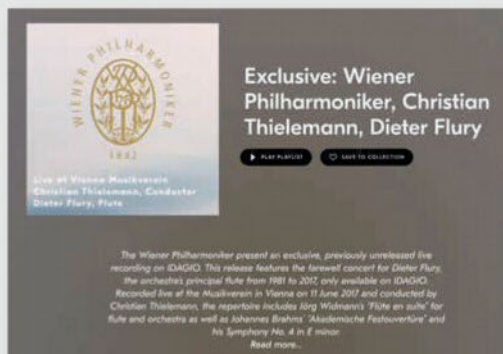 WIENER PHILHARMONIKER
1842
Live at Vienna Musikverein
Christian Thielemann, Conductor
Dieter Flury, Flute
Exclusive: Wiener
Philharmoniker, Christian
Thielemann, Dieter Flury
PLAY PLAYLIST
SAVE TO COLLECTION
The Wiener Philharmoniker present an exclusive, previously unreleased live
recording on IDAGIO. This release features the farewell concert for Dieter Flury,
the orchestra's principal flute from 1981 to 2017, only available on IDAGIO.
Recorded live at the Musikverein in Vienna on 11 June 2017 and conducted by
Christian Thielemann, the repertoire includes Jörg Widmann's "Flûte en suite" for
flute and orchestra as well as Johannes Brahms' "Akademische Festouvertüre" and
his Symphony No. 4 in E minor.
Read more...